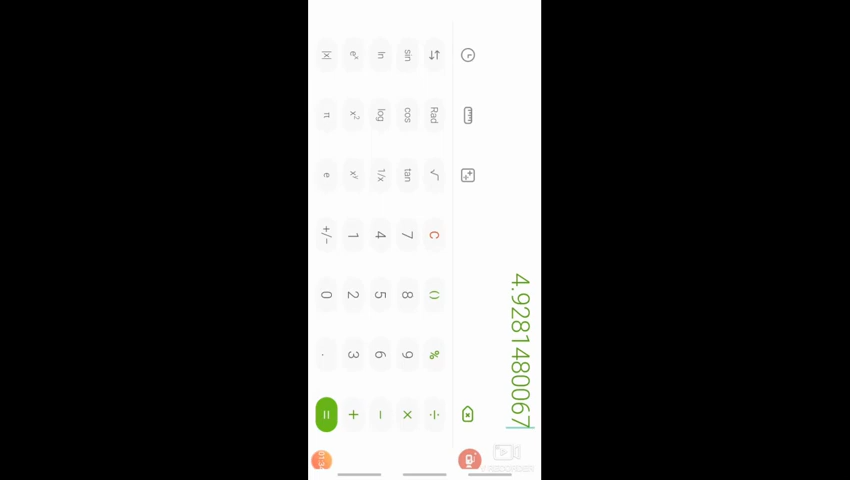 4.9281480067
⇄ Rad √ C () % ÷
sin cos tan 7 8 9 ×
ln log 1/x 4 5 6 −
eˣ x² xʸ 1 2 3 +
|x| π e +/− 0 . =